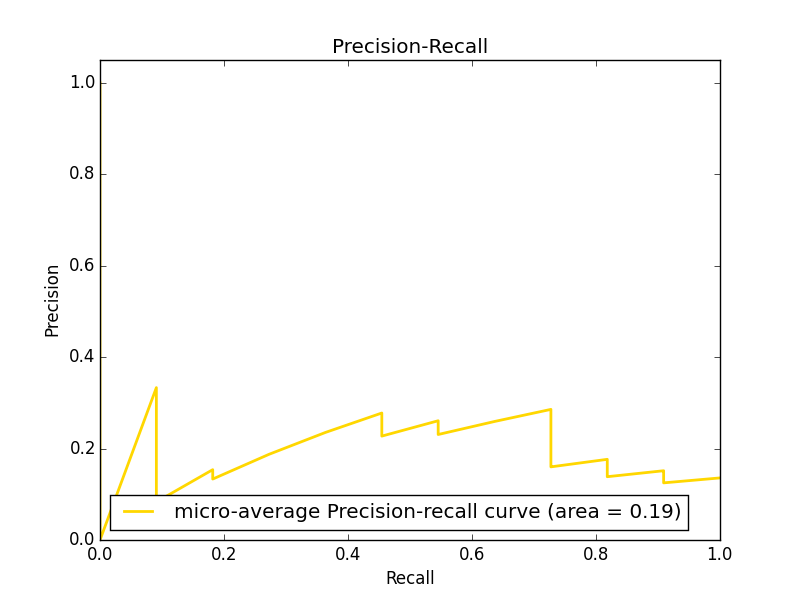 Precision-Recall
1.0
0.8
0.6
0.4
0.2
0.0
Precision
micro-average Precision-recall curve (area = 0.19)
0.0 0.2 0.4 0.6 0.8 1.0
Recall